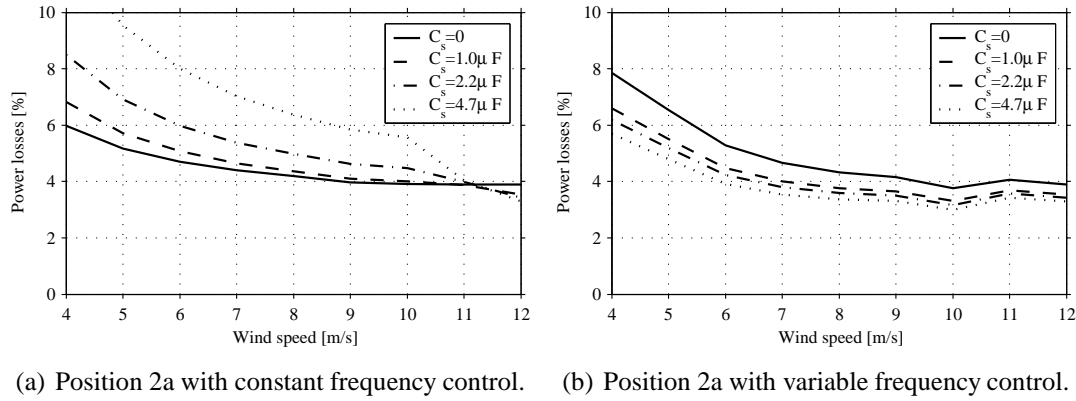 10
8
6
4
2
0
Power losses [%]
C_s=0
C_s=1.0μ F
C_s=2.2μ F
C_s=4.7μ F
4 5 6 7 8 9 10 11 12
Wind speed [m/s]
(a) Position 2a with constant frequency control.
10
8
6
4
2
0
Power losses [%]
C_s=0
C_s=1.0μ F
C_s=2.2μ F
C_s=4.7μ F
4 5 6 7 8 9 10 11 12
Wind speed [m/s]
(b) Position 2a with variable frequency control.